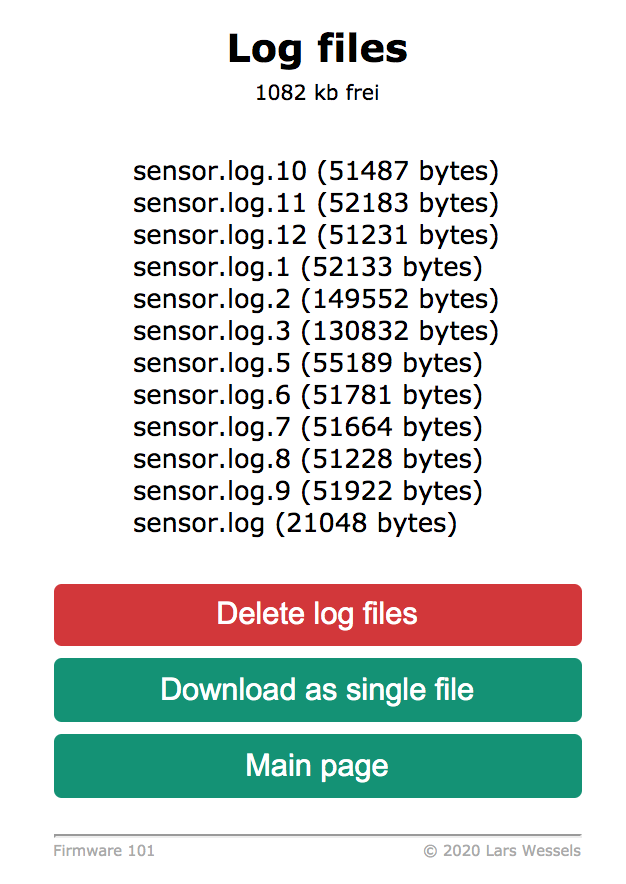 Log files
1082 kb frei
sensor.log.10 (51487 bytes)
sensor.log.11 (52183 bytes)
sensor.log.12 (51231 bytes)
sensor.log.1 (52133 bytes)
sensor.log.2 (149552 bytes)
sensor.log.3 (130832 bytes)
sensor.log.5 (55189 bytes)
sensor.log.6 (51781 bytes)
sensor.log.7 (51664 bytes)
sensor.log.8 (51228 bytes)
sensor.log.9 (51922 bytes)
sensor.log (21048 bytes)
Delete log files
Download as single file
Main page
Firmware 101 © 2020 Lars Wessels